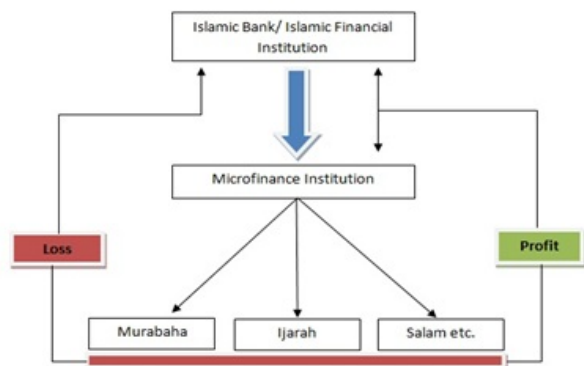 Islamic Bank/ Islamic Financial
Institution
Microfinance Institution
Loss
Profit
Murabaha
Ijarah
Salam etc.